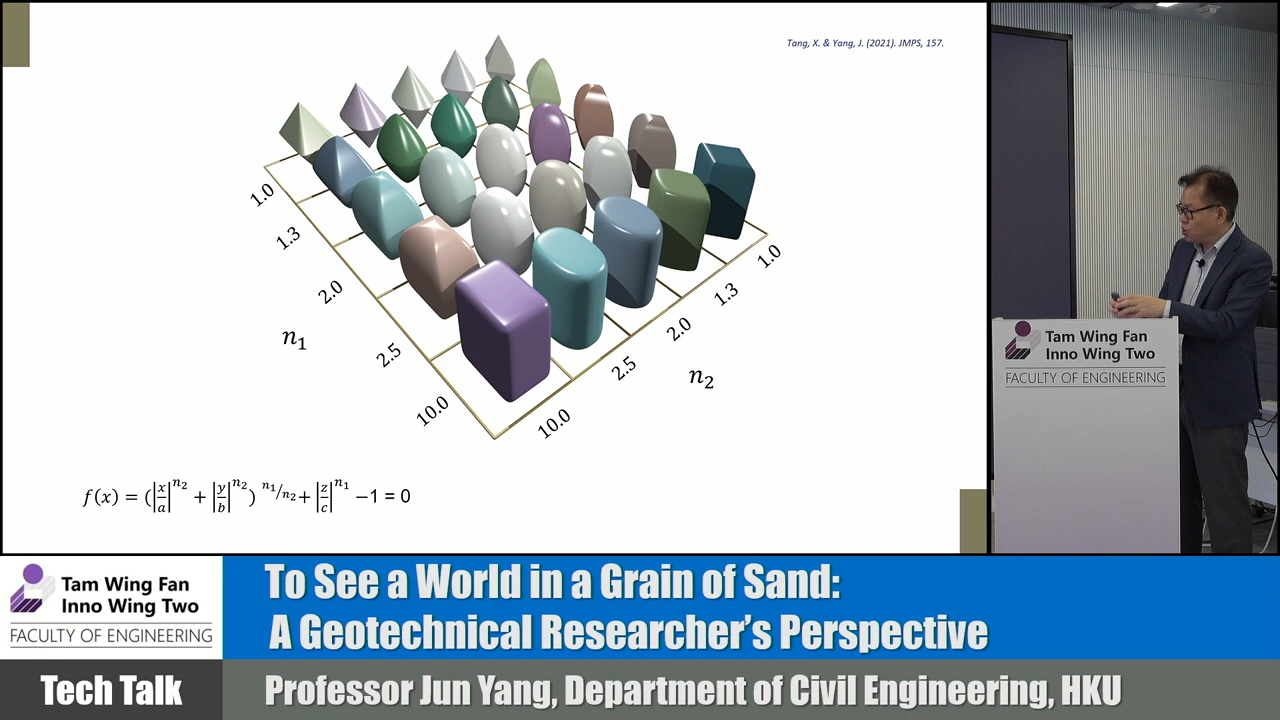 Tang, X. & Yang, J. (2021). JMPS, 157.
1.0
1.3
2.0
2.5
10.0
n₁
1.0
1.3
2.0
2.5
10.0
n₂
f(x) = (|x/a|^n₂ + |y/b|^n₂)^n₁/n₂ + |z/c|^n₁ −1 = 0
Tam Wing Fan
Inno Wing Two
FACULTY OF ENGINEERING
Tam Wing Fan
Inno Wing Two
FACULTY OF ENGINEERING
To See a World in a Grain of Sand:
A Geotechnical Researcher’s Perspective
Tech Talk
Professor Jun Yang, Department of Civil Engineering, HKU